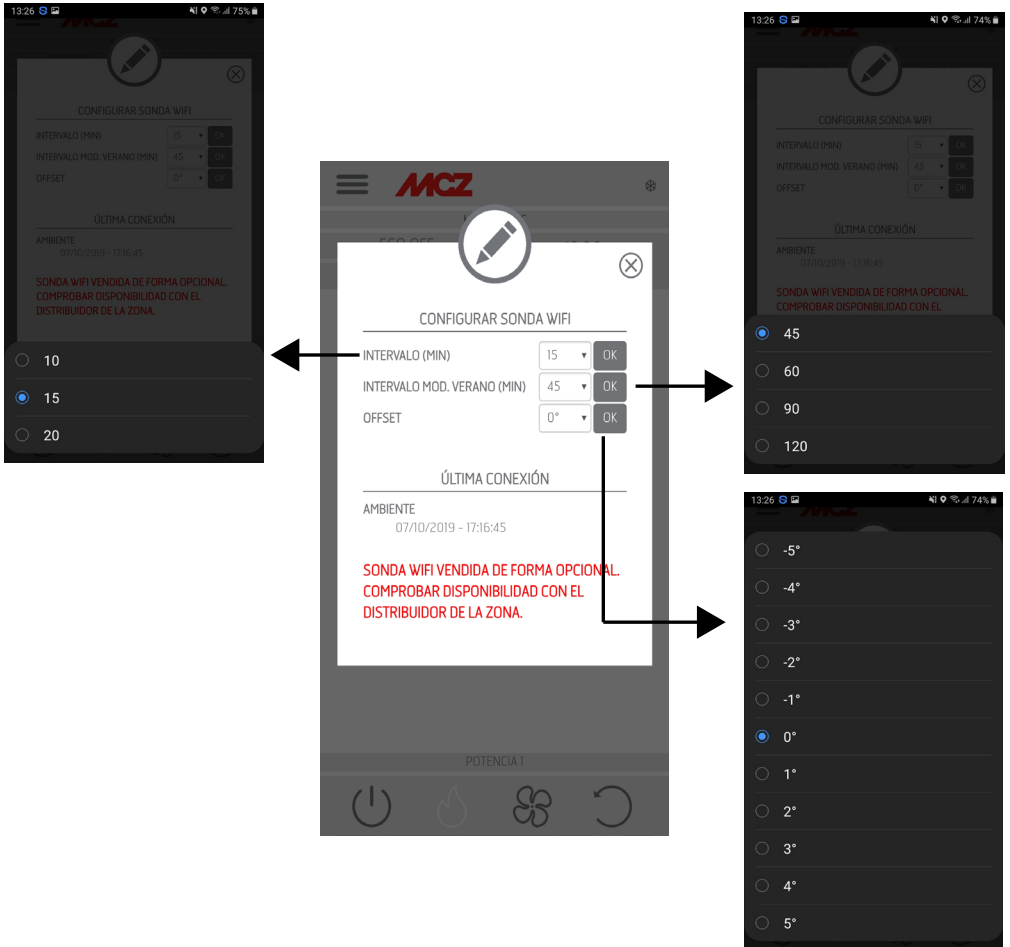 13:26
75%
MCZ
CONFIGURAR SONDA WIFI
INTERVALO (MIN) 15 OK
INTERVALO MOD. VERANO (MIN) 45 OK
OFFSET 0° OK
ÚLTIMA CONEXIÓN
AMBIENTE
07/10/2019 - 17:16:45
SONDA WIFI VENDIDA DE FORMA OPCIONAL.
COMPROBAR DISPONIBILIDAD CON EL
DISTRIBUIDOR DE LA ZONA.
10
15
20
MCZ
CONFIGURAR SONDA WIFI
INTERVALO (MIN) 15 OK
INTERVALO MOD. VERANO (MIN) 45 OK
OFFSET 0° OK
ÚLTIMA CONEXIÓN
AMBIENTE
07/10/2019 - 17:16:45
SONDA WIFI VENDIDA DE FORMA OPCIONAL.
COMPROBAR DISPONIBILIDAD CON EL
DISTRIBUIDOR DE LA ZONA.
POTENCIA 1
13:26
74%
MCZ
CONFIGURAR SONDA WIFI
INTERVALO (MIN) 15 OK
INTERVALO MOD. VERANO (MIN) 45 OK
OFFSET 0° OK
ÚLTIMA CONEXIÓN
AMBIENTE
07/10/2019 - 17:16:45
SONDA WIFI VENDIDA DE FORMA OPCIONAL.
COMPROBAR DISPONIBILIDAD CON EL
45
60
90
120
13:26
74%
MCZ
-5°
-4°
-3°
-2°
-1°
0°
1°
2°
3°
4°
5°